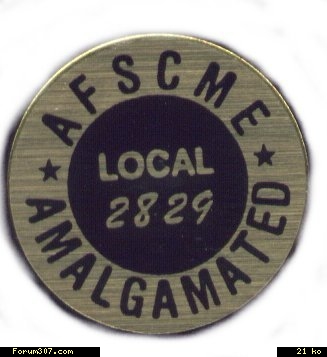 AFSCME
LOCAL
2829
AMALGAMATED
Forum307.com
21 ko